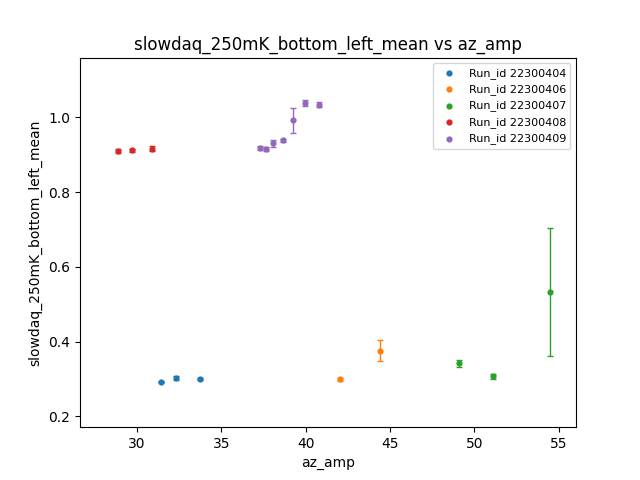 slowdaq_250mK_bottom_left_mean vs az_amp
Run_id 22300404
Run_id 22300406
Run_id 22300407
Run_id 22300408
Run_id 22300409
slowdaq_250mK_bottom_left_mean
1.0
0.8
0.6
0.4
0.2
30 35 40 45 50 55
az_amp